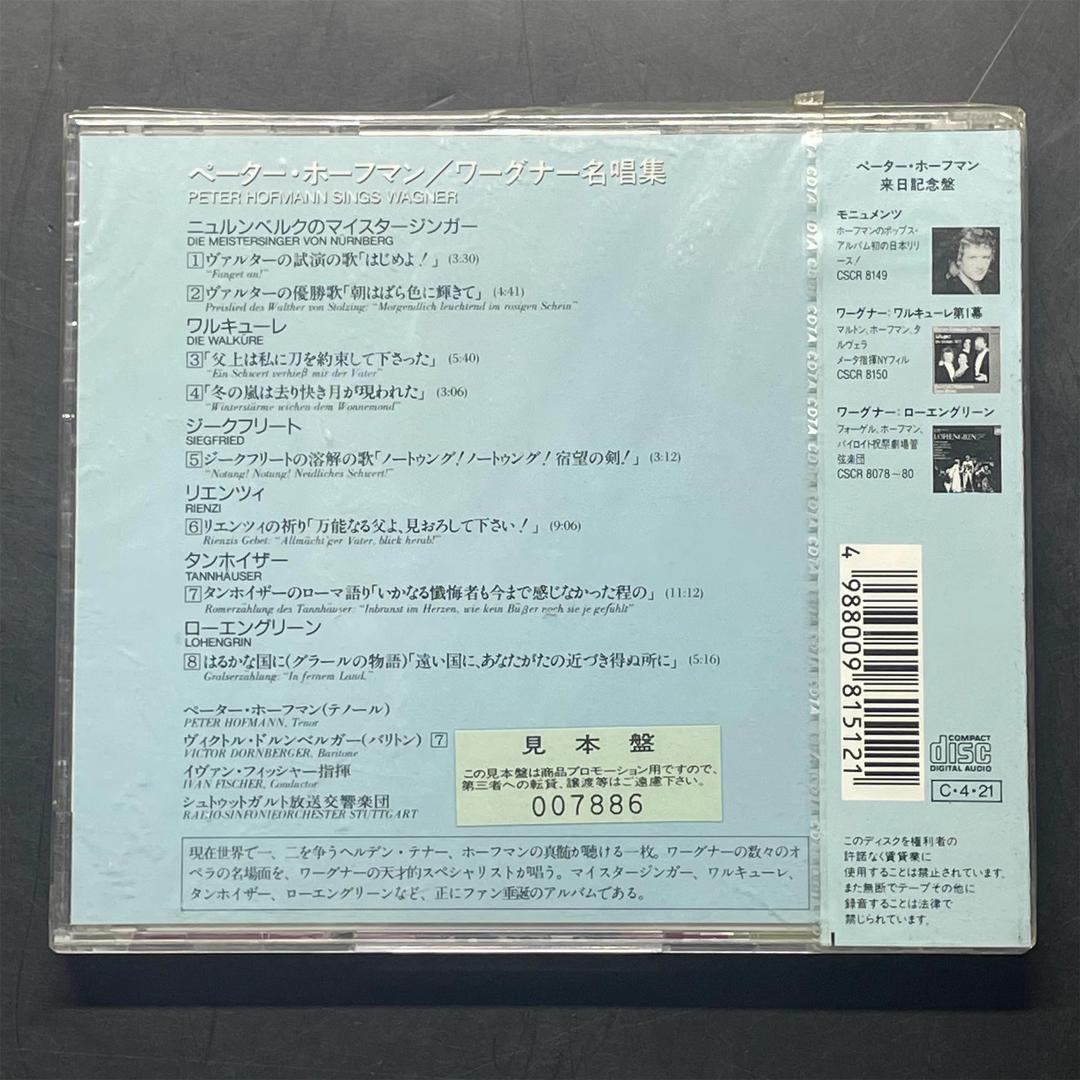 ペーター・ホーフマン／ワーグナー名唱集
PETER HOFMANN SINGS WAGNER
ニュルンベルクのマイスタージンガー
DIE MEISTERSINGER VON NÜRNBERG
1 ヴァルターの試演の歌「はじめよ！」 (3:30)
"Fanget an!"
2 ヴァルターの優勝歌「朝はばら色に輝きて」 (4:41)
Preislied des Walther von Stolzing: "Morgendlich leuchtend im rosigen Schein"
ワルキューレ
DIE WALKÜRE
3 「父上は私に刀を約束して下さった」 (5:40)
"Ein Schwert verhieß mir der Vater"
4 「冬の嵐は去り快き月が現われた」 (3:06)
"Winterstürme wichen dem Wonnemond"
ジークフリート
SIEGFRIED
5 ジークフリートの溶解の歌「ノートゥング！ノートゥング！宿望の剣！」 (3:12)
"Notung! Notung! Neidliches Schwert!"
リエンツィ
RIENZI
6 リエンツィの祈り「万能なる父よ、見おろして下さい！」 (9:06)
Rienzis Gebet: "Allmächt'ger Vater, blick herab!"
タンホイザー
TANNHÄUSER
7 タンホイザーのローマ語り「いかなる懺悔者も今まで感じなかった程の」 (11:12)
Romerzählung des Tannhäuser: "Inbrunst im Herzen, wie kein Büßer noch sie je gefühlt"
ローエングリーン
LOHENGRIN
8 はるかな国に（グラールの物語）「遠い国に、あなたがたの近づき得ぬ所に」 (5:16)
Gralserzählung: "In fernem Land,"
ペーター・ホーフマン（テノール）
PETER HOFMANN, Tenor
ヴィクトル・ドルンベルガー（バリトン） 7
VICTOR DORNBERGER, Baritone
イヴァン・フィッシャー指揮
IVAN FISCHER, Conductor
シュトゥットガルト放送交響楽団
RADIO-SINFONIEORCHESTER STUTTGART
見本盤
この見本盤は商品プロモーション用ですので、
第三者への転貸、譲渡等はご遠慮下さい。
007886
現在世界で一、二を争うヘルデン・テナー、ホーフマンの真髄が聴ける一枚。ワーグナーの数々のオ
ペラの名場面を、ワーグナーの天才的スペシャリストが唱う。マイスタージンガー、ワルキューレ、
タンホイザー、ローエングリーンなど、正にファン垂涎のアルバムである。
ペーター・ホーフマン
来日記念盤
モニュメンツ
ホーフマンのポップス・
アルバム初の日本リリ
ース！
CSCR 8149
ワーグナー：ワルキューレ第1幕
マルトン、ホーフマン、タ
ルヴェラ
メータ指揮NYフィル
CSCR 8150
ワーグナー：ローエングリーン
フォーゲル、ホーフマン、
バイロイト祝祭劇場管
弦楽団
CSCR 8078〜80
LOHENGRIN
4 988009 815121
COMPACT
disc
DIGITAL AUDIO
C・4・21
このディスクを権利者の
許諾なく賃貸業に
使用することは禁止されています。
また無断でテープその他に
録音することは法律で
禁じられています。